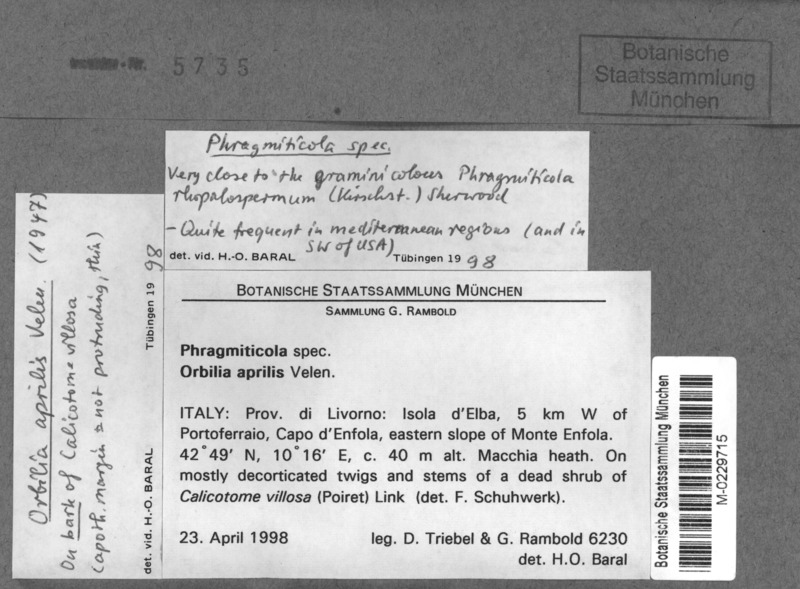 5735
Botanische
Staatssammlung
München
Phragmiticola spec.
Very close to the graminicolous Phragmiticola
rhopalospermum (Kirschst.) Sherwood
- Quite frequent in mediterranean regions (and in
SW of USA)
det. vid. H.-O. BARAL Tübingen 19 98
Orbilia aprilis Velen. (1947)
On bark of Calicotome villosa
(apoth. margin ± not protruding, thin)
det. vid. H.-O. BARAL Tübingen 19 98
BOTANISCHE STAATSSAMMLUNG MÜNCHEN
SAMMLUNG G. RAMBOLD
Phragmiticola spec.
Orbilia aprilis Velen.
ITALY: Prov. di Livorno: Isola d'Elba, 5 km W of
Portoferraio, Capo d'Enfola, eastern slope of Monte Enfola.
42°49' N, 10°16' E, c. 40 m alt. Macchia heath. On
mostly decorticated twigs and stems of a dead shrub of
Calicotome villosa (Poiret) Link (det. F. Schuhwerk).
23. April 1998 leg. D. Triebel & G. Rambold 6230
det. H.O. Baral
Botanische Staatssammlung München
M-0229715